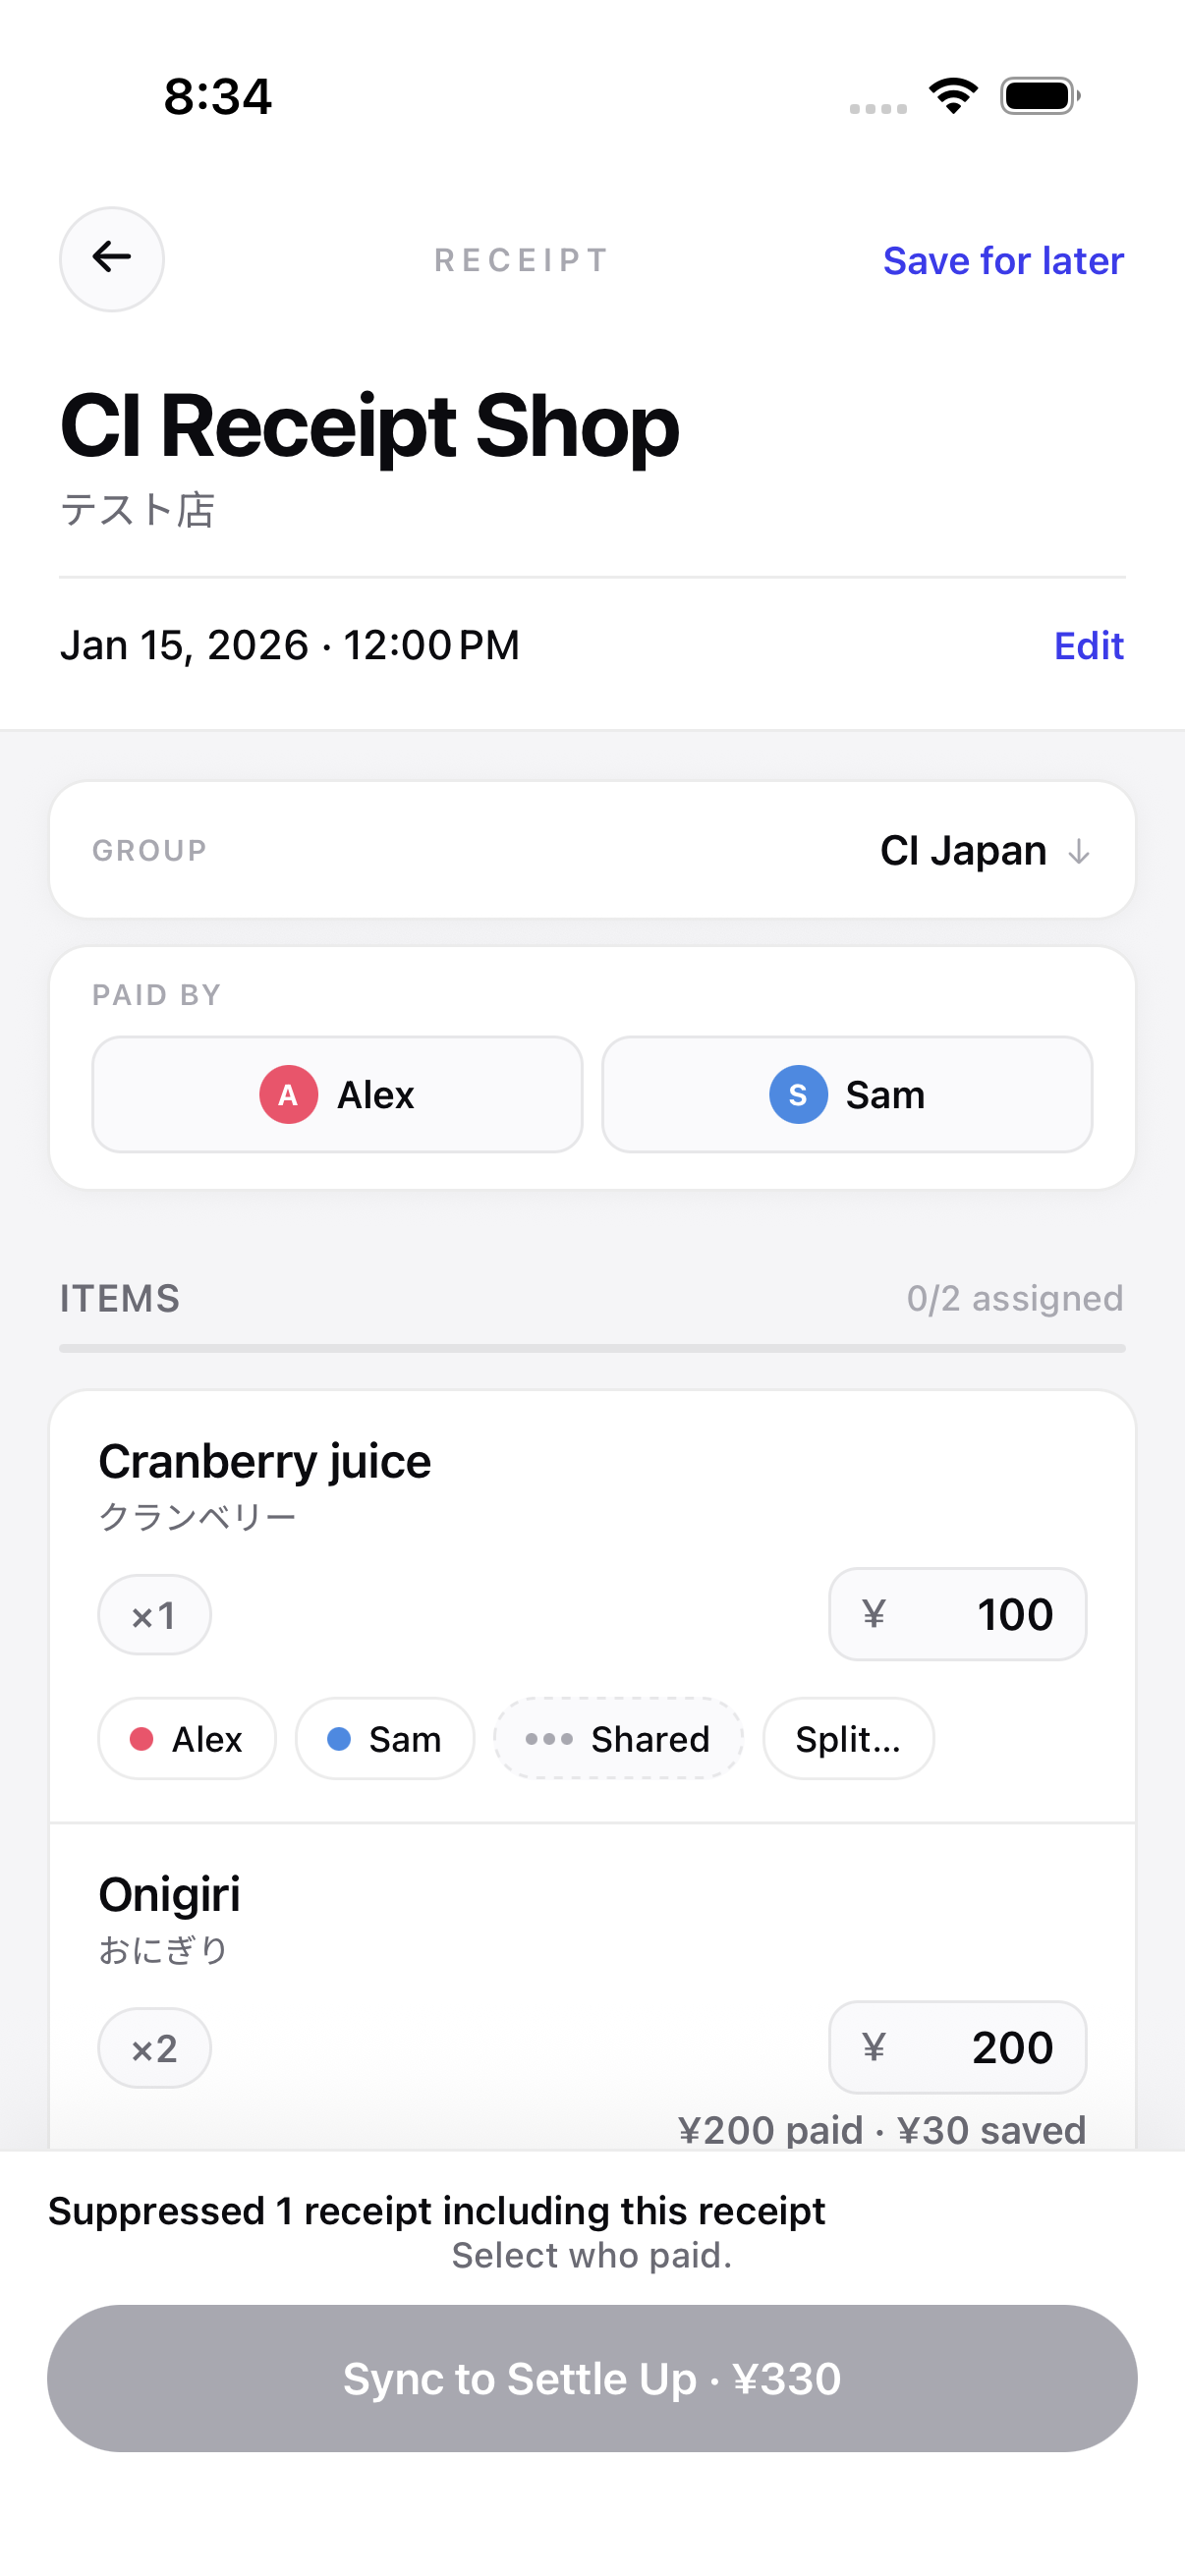 8:34
RECEIPT
Save for later
CI Receipt Shop
テスト店
Jan 15, 2026 · 12:00 PM
Edit
GROUP
CI Japan ↓
PAID BY
A Alex
S Sam
ITEMS
0/2 assigned
Cranberry juice
クランベリー
×1
¥ 100
Alex
Sam
Shared
Split...
Onigiri
おにぎり
×2
¥ 200
¥200 paid · ¥30 saved
Suppressed 1 receipt including this receipt
Select who paid.
Sync to Settle Up · ¥330